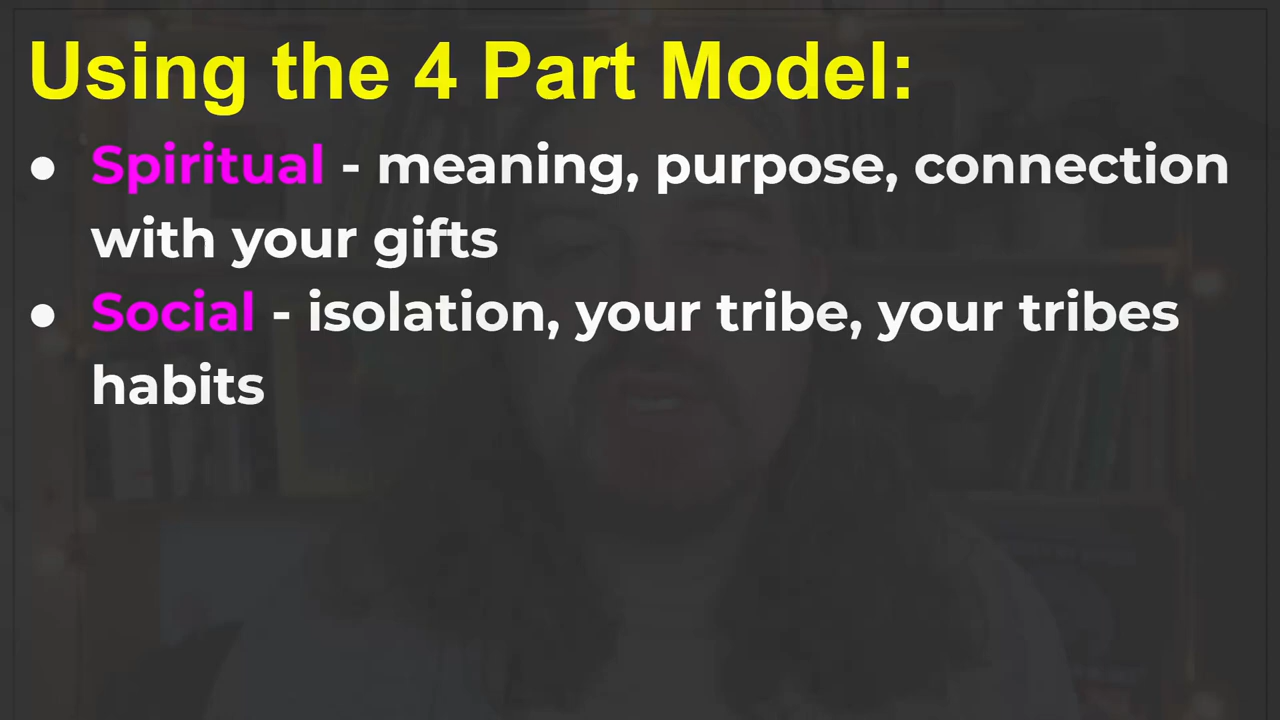 Using the 4 Part Model:
● Spiritual - meaning, purpose, connection
with your gifts
● Social - isolation, your tribe, your tribes
habits